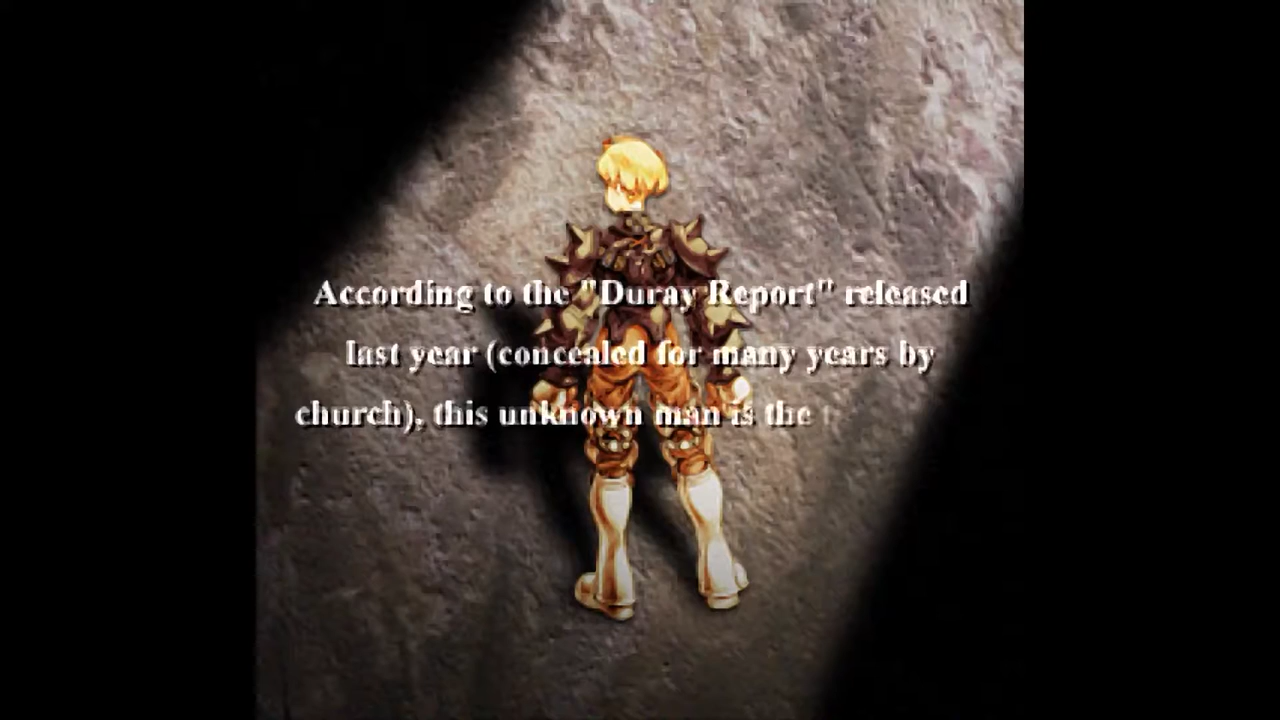 According to the "Duray Report" released
last year (concealed for many years by
church), this unknown man is the t